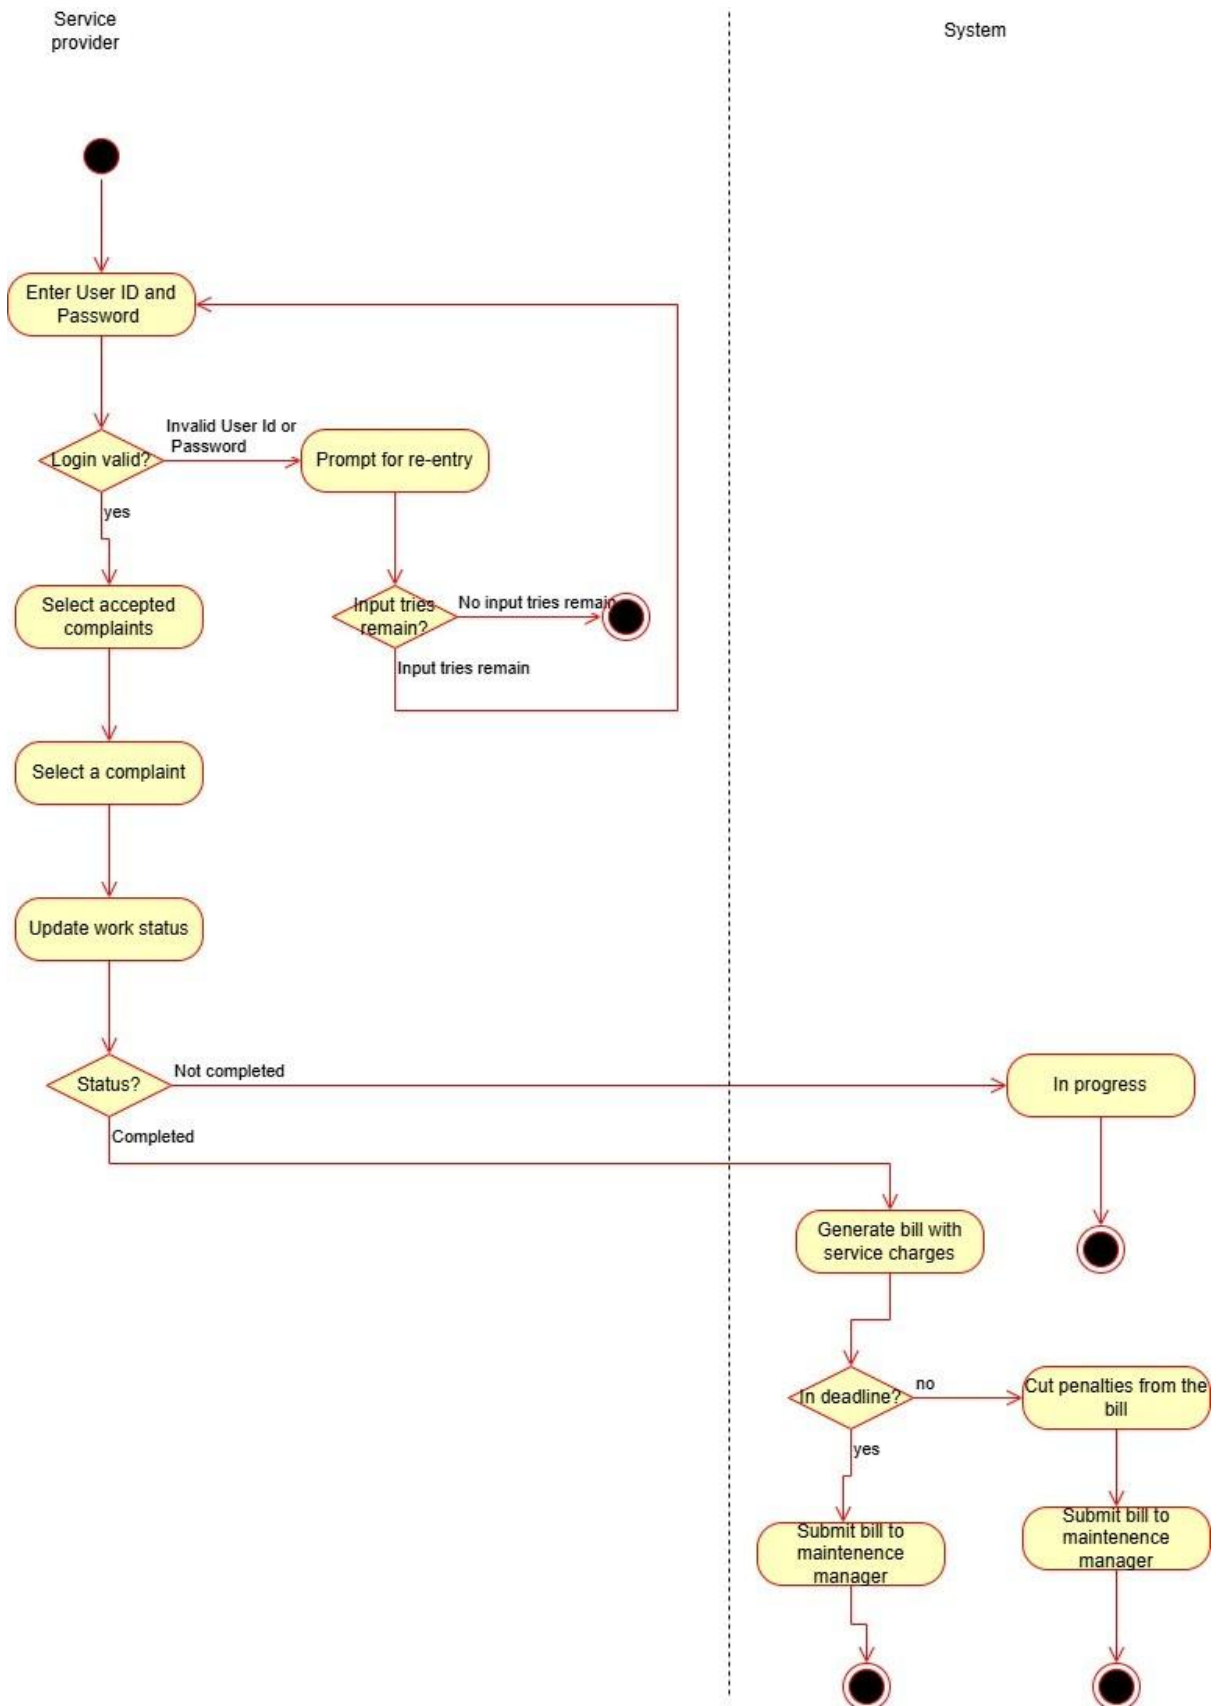 Service
provider
System
Enter User ID and
Password
Invalid User Id or
Password
Login valid?
Prompt for re-entry
yes
Select accepted
complaints
Input tries
remain?
No input tries remain
Input tries remain
Select a complaint
Update work status
Status?
Not completed
In progress
Completed
Generate bill with
service charges
In deadline?
no
Cut penalties from the
bill
yes
Submit bill to
maintenence
manager
Submit bill to
maintenence
manager